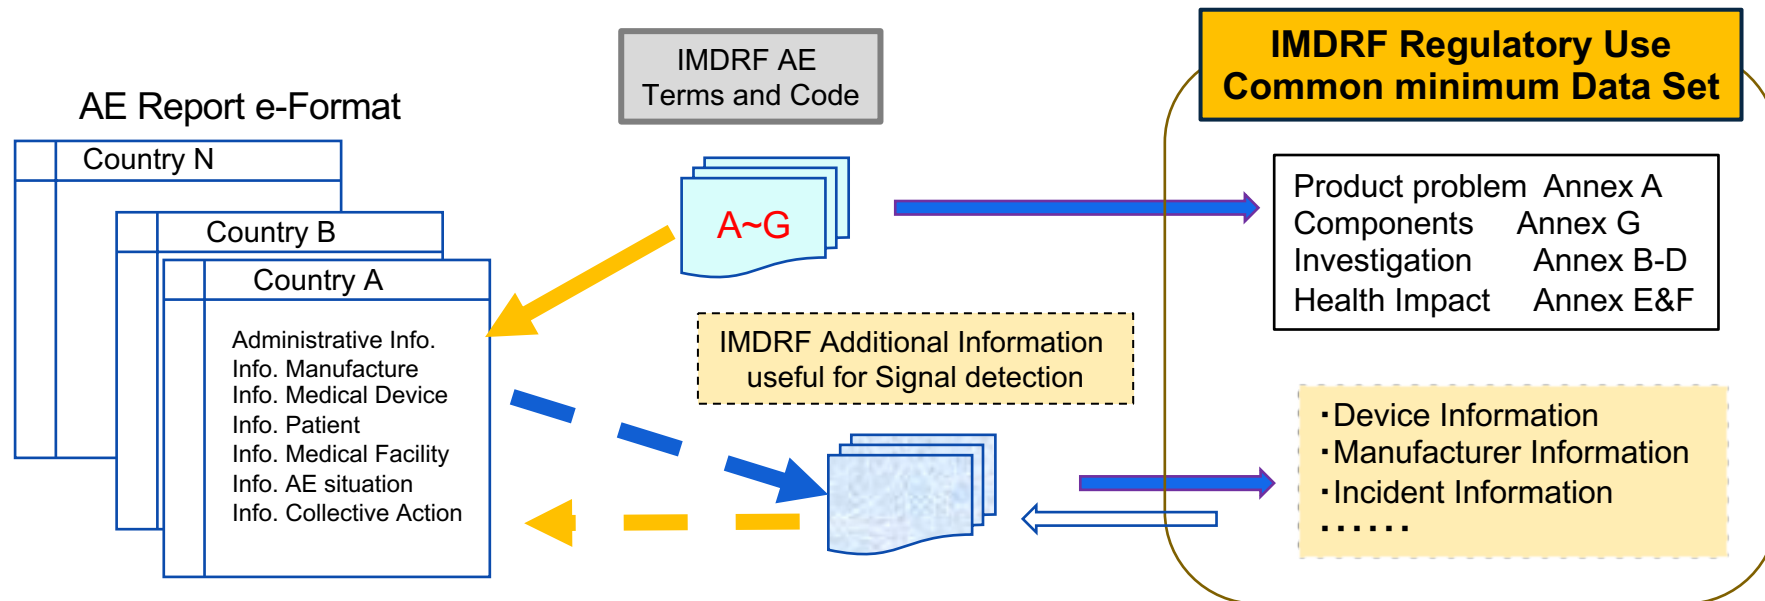 AE Report e-Format
Country N
Country B
Country A
Administrative Info.
Info. Manufacture
Info. Medical Device
Info. Patient
Info. Medical Facility
Info. AE situation
Info. Collective Action
IMDRF AE
Terms and Code
A~G
IMDRF Additional Information
useful for Signal detection
IMDRF Regulatory Use
Common minimum Data Set
Product problem Annex A
Components Annex G
Investigation Annex B-D
Health Impact Annex E&F
・Device Information
・Manufacturer Information
・Incident Information
・・・・・・